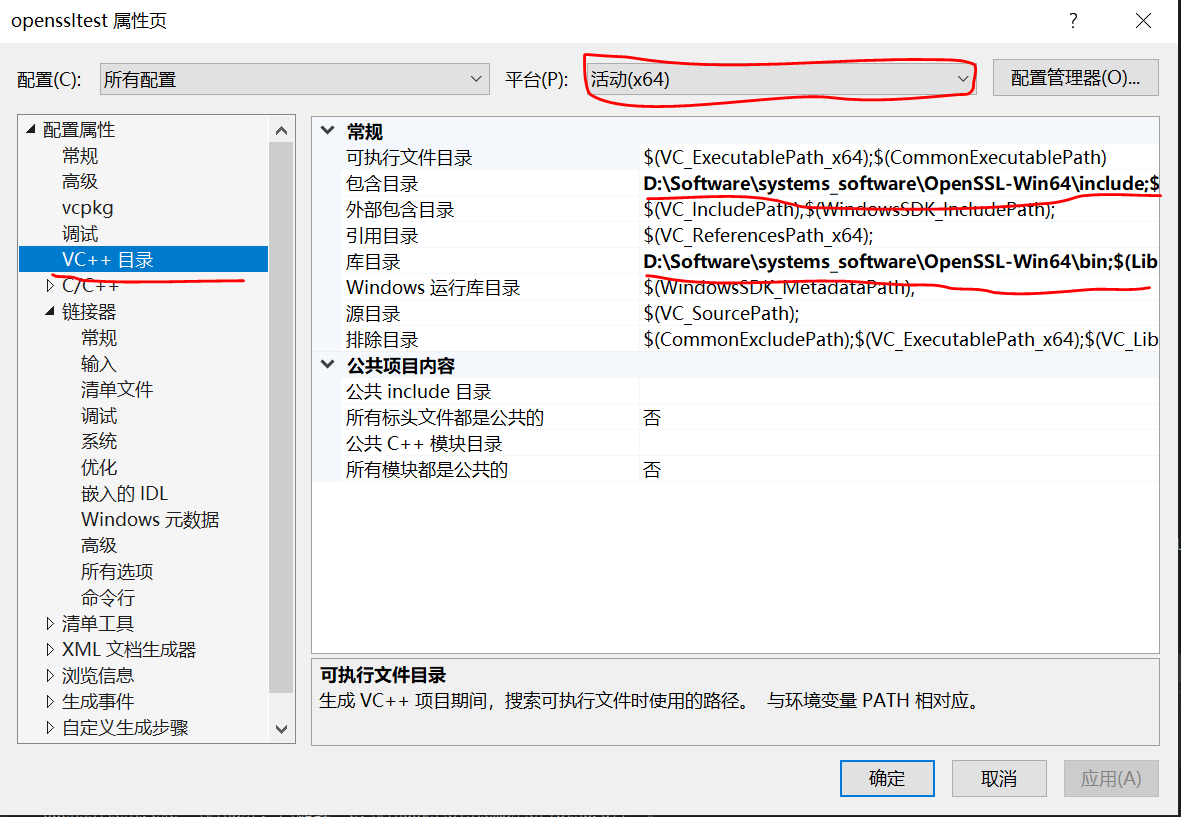 openssltest 属性页
?
配置(C):
所有配置
平台(P):
活动(x64)
配置管理器(O)...
配置属性
常规
高级
vcpkg
调试
VC++ 目录
C/C++
链接器
常规
输入
清单文件
调试
系统
优化
嵌入的 IDL
Windows 元数据
高级
所有选项
命令行
清单工具
XML 文档生成器
浏览信息
生成事件
自定义生成步骤
常规
可执行文件目录 $(VC_ExecutablePath_x64);$(CommonExecutablePath)
包含目录 D:\Software\systems_software\OpenSSL-Win64\include;$
外部包含目录 $(VC_IncludePath);$(WindowsSDK_IncludePath);
引用目录 $(VC_ReferencesPath_x64);
库目录 D:\Software\systems_software\OpenSSL-Win64\bin;$(Lib
Windows 运行库目录 $(WindowsSDK_MetadataPath);
源目录 $(VC_SourcePath);
排除目录 $(CommonExcludePath);$(VC_ExecutablePath_x64);$(VC_Lib
公共项目内容
公共 include 目录
所有标头文件都是公共的 否
公共 C++ 模块目录
所有模块都是公共的 否
可执行文件目录
生成 VC++ 项目期间，搜索可执行文件时使用的路径。 与环境变量 PATH 相对应。
确定
取消
应用(A)